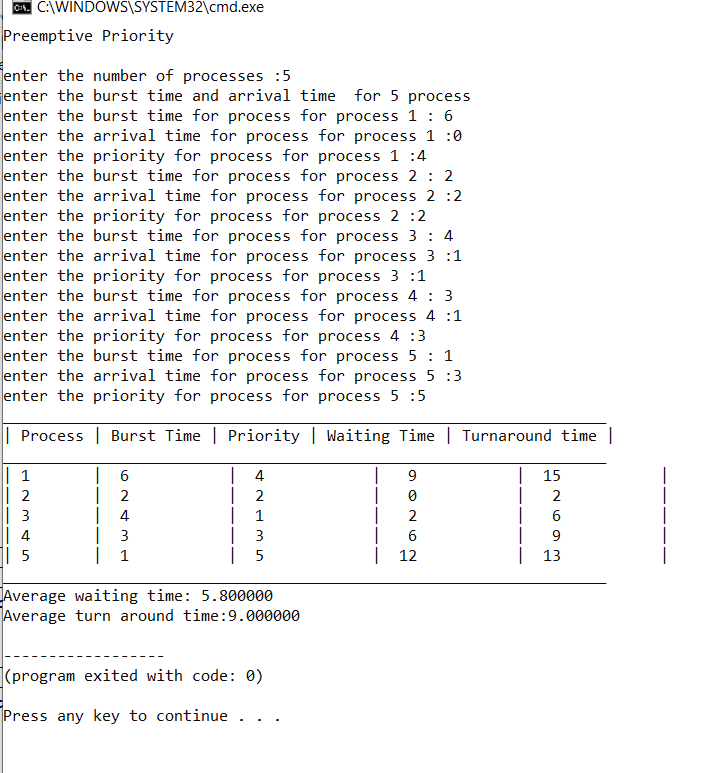 C:\WINDOWS\SYSTEM32\cmd.exe
Preemptive Priority
enter the number of processes :5
enter the burst time and arrival time  for 5 process
enter the burst time for process for process 1 : 6
enter the arrival time for process for process 1 :0
enter the priority for process for process 1 :4
enter the burst time for process for process 2 : 2
enter the arrival time for process for process 2 :2
enter the priority for process for process 2 :2
enter the burst time for process for process 3 : 4
enter the arrival time for process for process 3 :1
enter the priority for process for process 3 :1
enter the burst time for process for process 4 : 3
enter the arrival time for process for process 4 :1
enter the priority for process for process 4 :3
enter the burst time for process for process 5 : 1
enter the arrival time for process for process 5 :3
enter the priority for process for process 5 :5
| Process | Burst Time | Priority | Waiting Time | Turnaround time |
| 1 | 6 | 4 | 9 | 15 |
| 2 | 2 | 2 | 0 | 2 |
| 3 | 4 | 1 | 2 | 6 |
| 4 | 3 | 3 | 6 | 9 |
| 5 | 1 | 5 | 12 | 13 |
Average waiting time: 5.800000
Average turn around time:9.000000
------------------
(program exited with code: 0)
Press any key to continue . . .